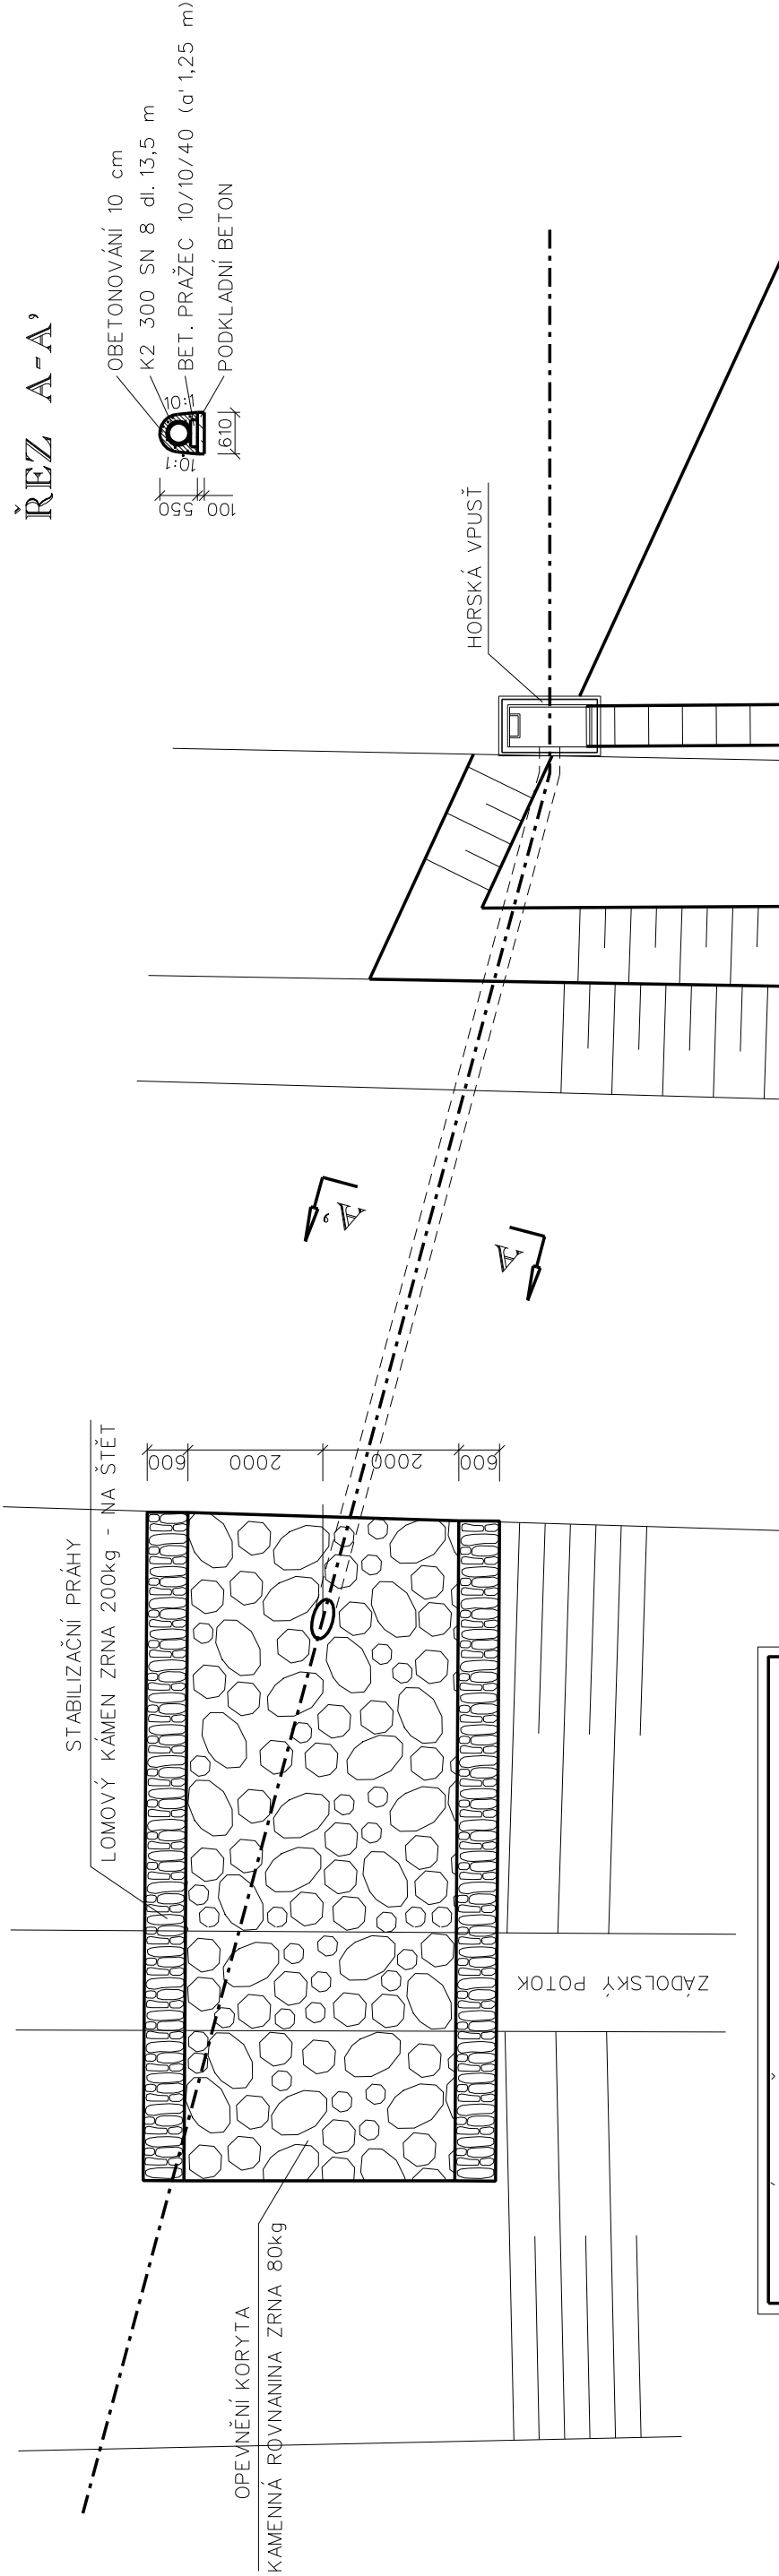 ŘEZ A-A'
OBETONOVÁNÍ 10 cm
K2 300 SN 8 dl. 13,5 m
BET. PRAŽEC 10/10/40 (a' 1,25 m)
PODKLADNÍ BETON
10:1
10:1
550
100
610
HORSKÁ VPUSŤ
A'
A
STABILIZAČNÍ PRÁHY
LOMOVÝ KÁMEN ZRNA 200kg - NA ŠTĚT
600
2000
2000
600
ZÁDOLSKÝ POTOK
OPEVNĚNÍ KORYTA
KAMENNÁ ROVNANINA ZRNA 80kg